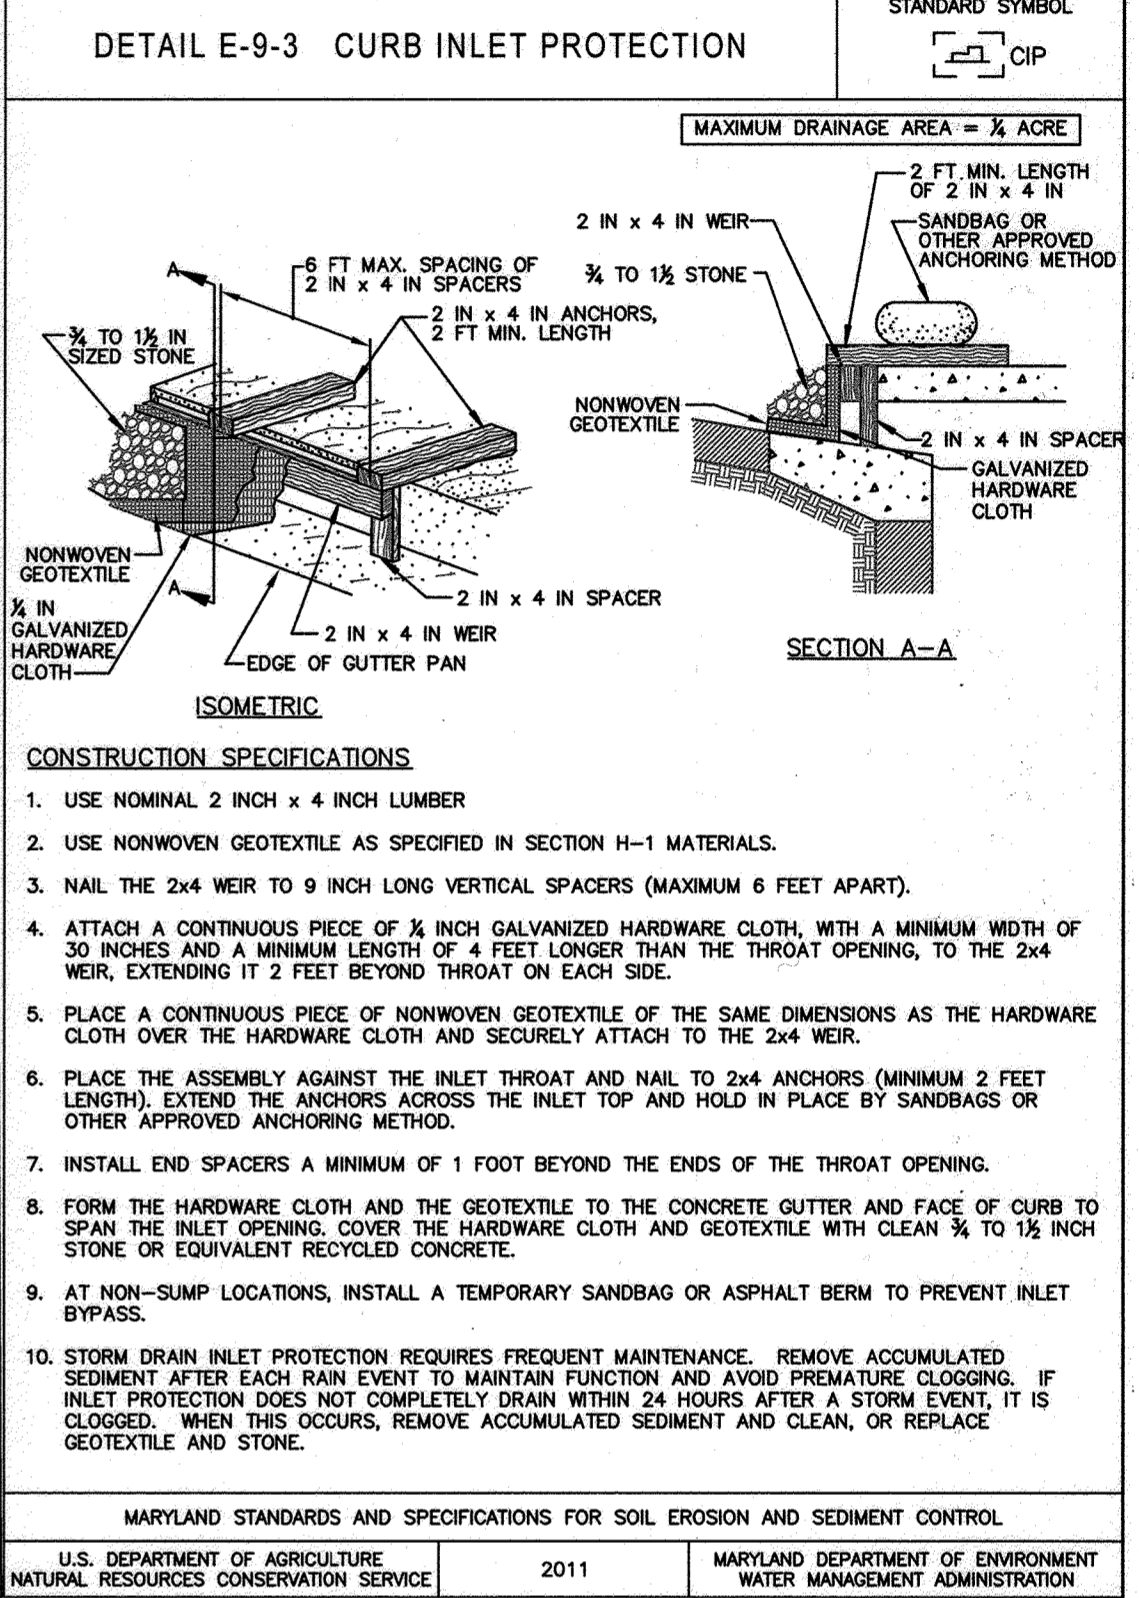 STANDARD SYMBOL
DETAIL E-9-3 CURB INLET PROTECTION
CIP
MAXIMUM DRAINAGE AREA = ¼ ACRE
2 FT. MIN. LENGTH
OF 2 IN x 4 IN
2 IN x 4 IN WEIR
SANDBAG OR
OTHER APPROVED
ANCHORING METHOD
¾ TO 1½ STONE
NONWOVEN
GEOTEXTILE
2 IN x 4 IN SPACER
GALVANIZED
HARDWARE
CLOTH
SECTION A-A
A
6 FT MAX. SPACING OF
2 IN x 4 IN SPACERS
2 IN x 4 IN ANCHORS,
2 FT MIN. LENGTH
¾ TO 1½ IN
SIZED STONE
NONWOVEN
GEOTEXTILE
A
¼ IN
GALVANIZED
HARDWARE
CLOTH
2 IN x 4 IN SPACER
2 IN x 4 IN WEIR
EDGE OF GUTTER PAN
ISOMETRIC
CONSTRUCTION SPECIFICATIONS
1. USE NOMINAL 2 INCH x 4 INCH LUMBER
2. USE NONWOVEN GEOTEXTILE AS SPECIFIED IN SECTION H-1 MATERIALS.
3. NAIL THE 2x4 WEIR TO 9 INCH LONG VERTICAL SPACERS (MAXIMUM 6 FEET APART).
4. ATTACH A CONTINUOUS PIECE OF ¼ INCH GALVANIZED HARDWARE CLOTH, WITH A MINIMUM WIDTH OF
30 INCHES AND A MINIMUM LENGTH OF 4 FEET LONGER THAN THE THROAT OPENING, TO THE 2x4
WEIR, EXTENDING IT 2 FEET BEYOND THROAT ON EACH SIDE.
5. PLACE A CONTINUOUS PIECE OF NONWOVEN GEOTEXTILE OF THE SAME DIMENSIONS AS THE HARDWARE
CLOTH OVER THE HARDWARE CLOTH AND SECURELY ATTACH TO THE 2x4 WEIR.
6. PLACE THE ASSEMBLY AGAINST THE INLET THROAT AND NAIL TO 2x4 ANCHORS (MINIMUM 2 FEET
LENGTH). EXTEND THE ANCHORS ACROSS THE INLET TOP AND HOLD IN PLACE BY SANDBAGS OR
OTHER APPROVED ANCHORING METHOD.
7. INSTALL END SPACERS A MINIMUM OF 1 FOOT BEYOND THE ENDS OF THE THROAT OPENING.
8. FORM THE HARDWARE CLOTH AND THE GEOTEXTILE TO THE CONCRETE GUTTER AND FACE OF CURB TO
SPAN THE INLET OPENING. COVER THE HARDWARE CLOTH AND GEOTEXTILE WITH CLEAN ¾ TO 1½ INCH
STONE OR EQUIVALENT RECYCLED CONCRETE.
9. AT NON-SUMP LOCATIONS, INSTALL A TEMPORARY SANDBAG OR ASPHALT BERM TO PREVENT INLET
BYPASS.
10. STORM DRAIN INLET PROTECTION REQUIRES FREQUENT MAINTENANCE. REMOVE ACCUMULATED
SEDIMENT AFTER EACH RAIN EVENT TO MAINTAIN FUNCTION AND AVOID PREMATURE CLOGGING. IF
INLET PROTECTION DOES NOT COMPLETELY DRAIN WITHIN 24 HOURS AFTER A STORM EVENT, IT IS
CLOGGED. WHEN THIS OCCURS, REMOVE ACCUMULATED SEDIMENT AND CLEAN, OR REPLACE
GEOTEXTILE AND STONE.
MARYLAND STANDARDS AND SPECIFICATIONS FOR SOIL EROSION AND SEDIMENT CONTROL
U.S. DEPARTMENT OF AGRICULTURE
NATURAL RESOURCES CONSERVATION SERVICE
2011
MARYLAND DEPARTMENT OF ENVIRONMENT
WATER MANAGEMENT ADMINISTRATION